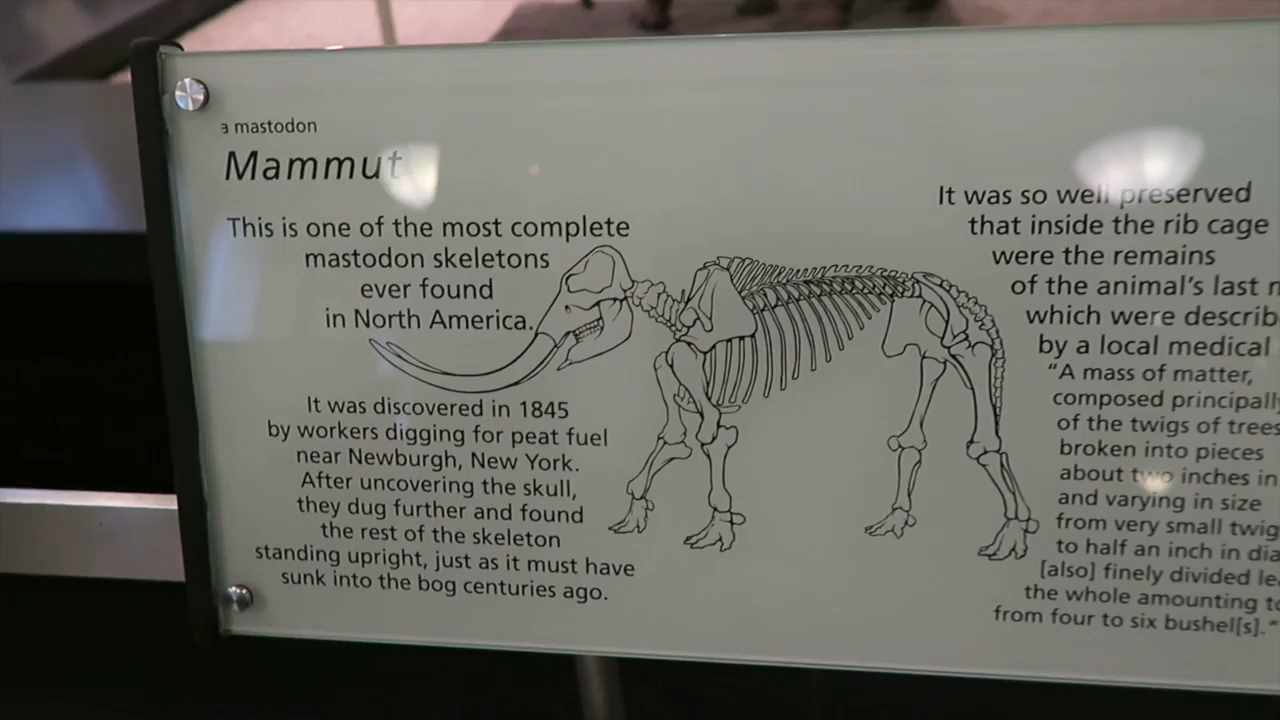 a mastodon
Mammut
This is one of the most complete
mastodon skeletons
ever found
in North America.
It was discovered in 1845
by workers digging for peat fuel
near Newburgh, New York.
After uncovering the skull,
they dug further and found
the rest of the skeleton
standing upright, just as it must have
sunk into the bog centuries ago.
It was so well preserved
that inside the rib cage
were the remains
of the animal's last
which were
by a local medical
"A mass of matter,
composed
of the twigs of trees
broken into pieces
about two inches in
and varying in size
from very small
to half an inch in
[also] finely divided
the whole amounting
from four to six bushel[s]."